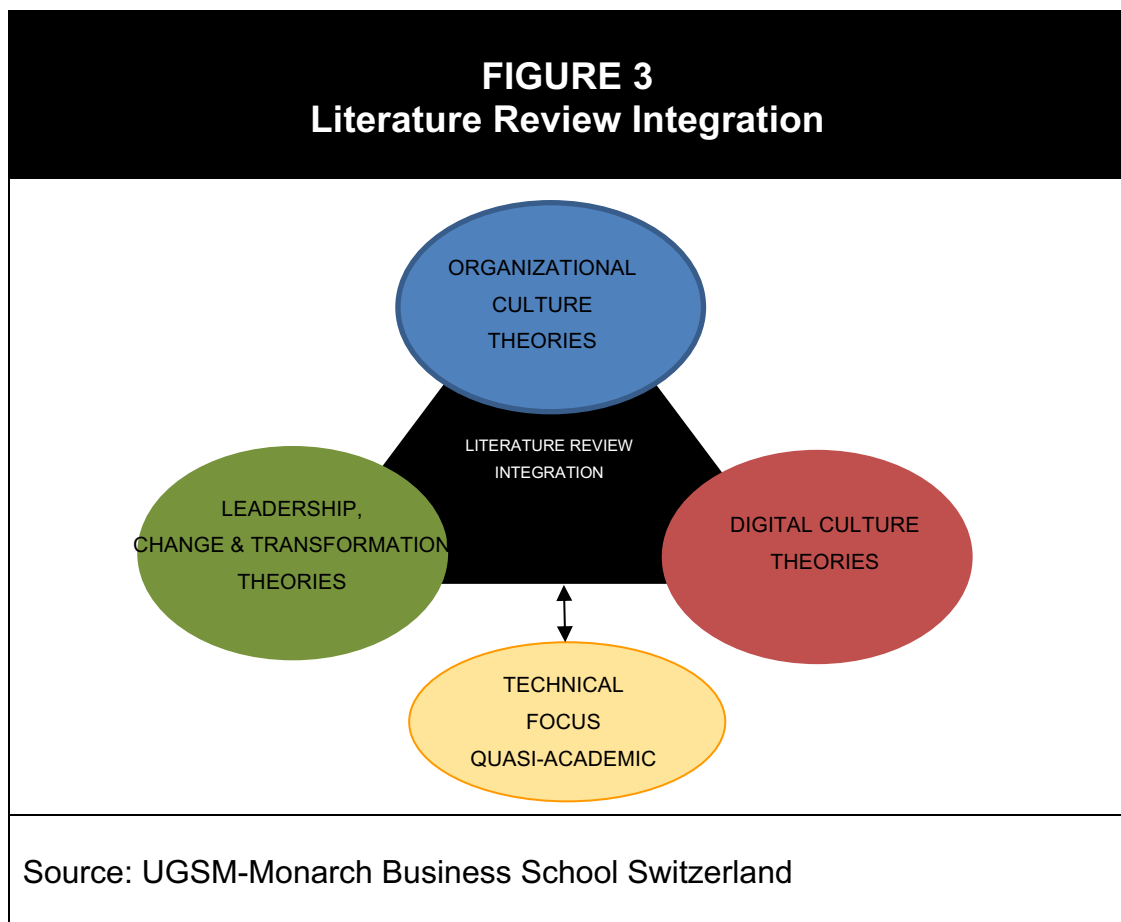 FIGURE 3
Literature Review Integration
ORGANIZATIONAL
CULTURE
THEORIES
LITERATURE REVIEW
INTEGRATION
LEADERSHIP,
CHANGE & TRANSFORMATION
THEORIES
DIGITAL CULTURE
THEORIES
TECHNICAL
FOCUS
QUASI-ACADEMIC
Source: UGSM-Monarch Business School Switzerland